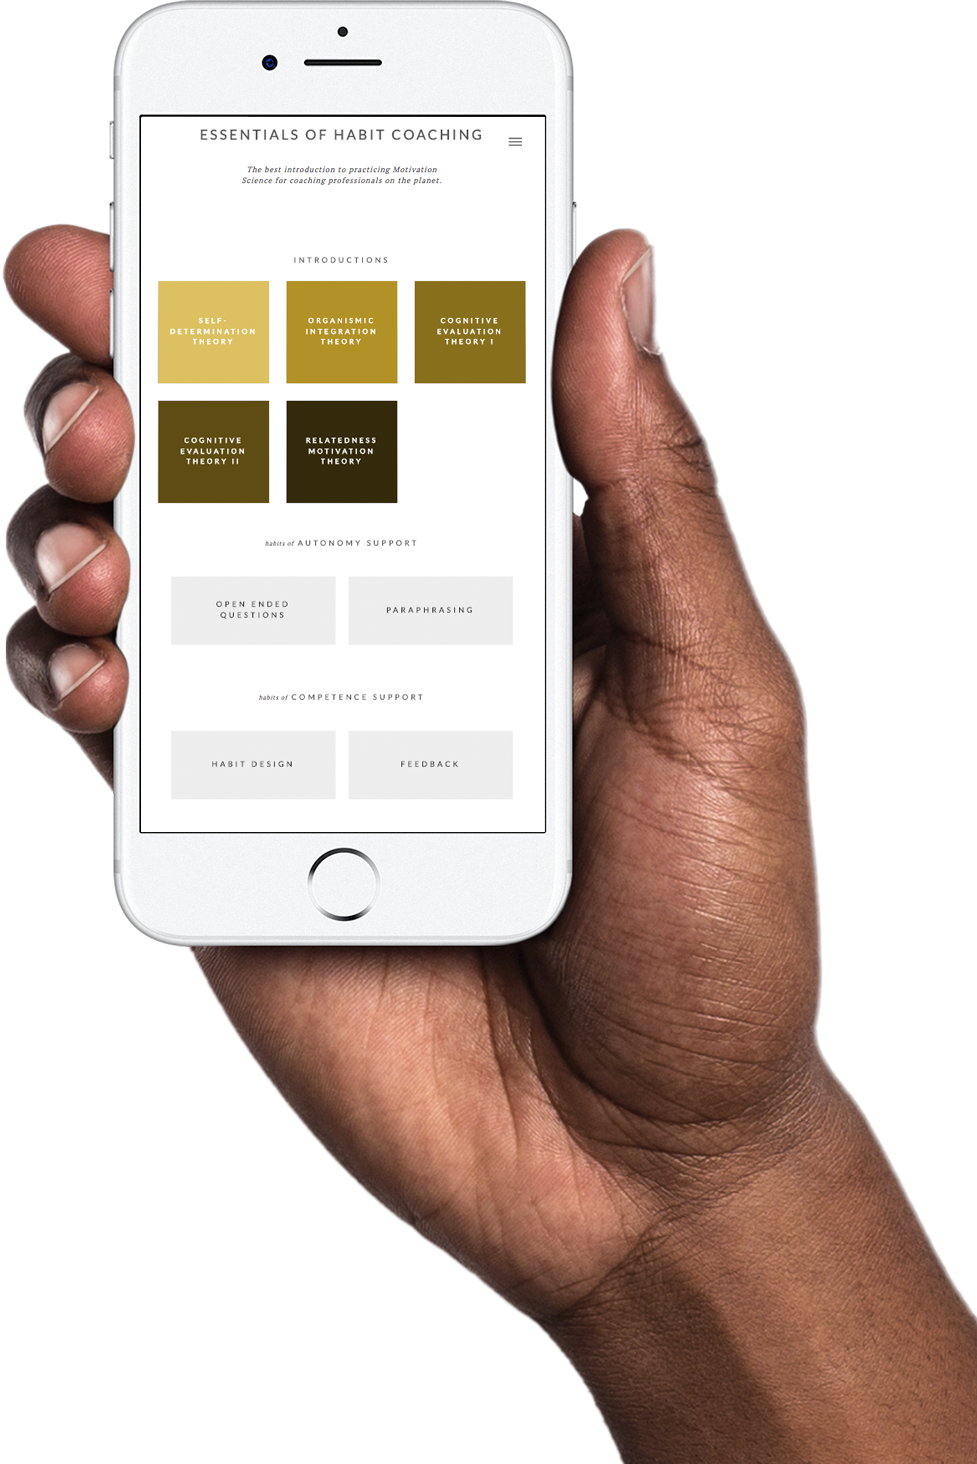 ESSENTIALS OF HABIT COACHING
The best introduction to practicing Motivation
Science for coaching professionals on the planet.
INTRODUCTIONS
SELF-
DETERMINATION
THEORY
ORGANISMIC
INTEGRATION
THEORY
COGNITIVE
EVALUATION
THEORY I
COGNITIVE
EVALUATION
THEORY II
RELATEDNESS
MOTIVATION
THEORY
habits of AUTONOMY SUPPORT
OPEN ENDED
QUESTIONS
PARAPHRASING
habits of COMPETENCE SUPPORT
HABIT DESIGN
FEEDBACK